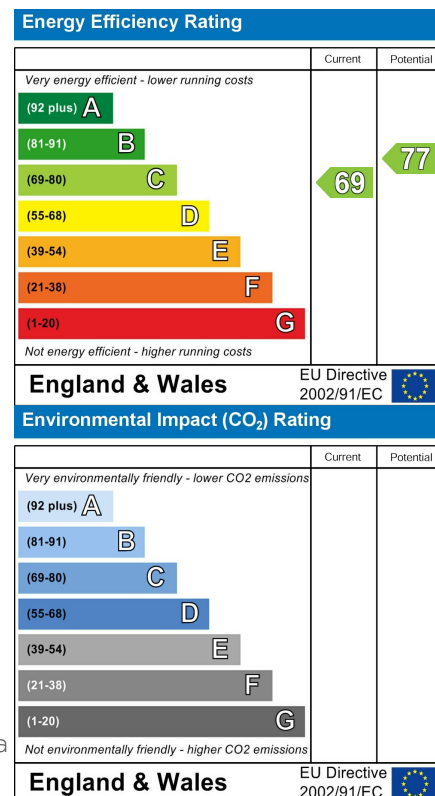 Energy Efficiency Rating
Current Potential
Very energy efficient - lower running costs
(92 plus) A
(81-91) B
77
(69-80) C
69
(55-68) D
(39-54) E
(21-38) F
(1-20) G
Not energy efficient - higher running costs
England & Wales
EU Directive
2002/91/EC
Environmental Impact (CO₂) Rating
Current Potential
Very environmentally friendly - lower CO2 emissions
(92 plus) A
(81-91) B
(69-80) C
(55-68) D
(39-54) E
(21-38) F
(1-20) G
a
Not environmentally friendly - higher CO2 emissions
England & Wales
EU Directive
2002/91/EC